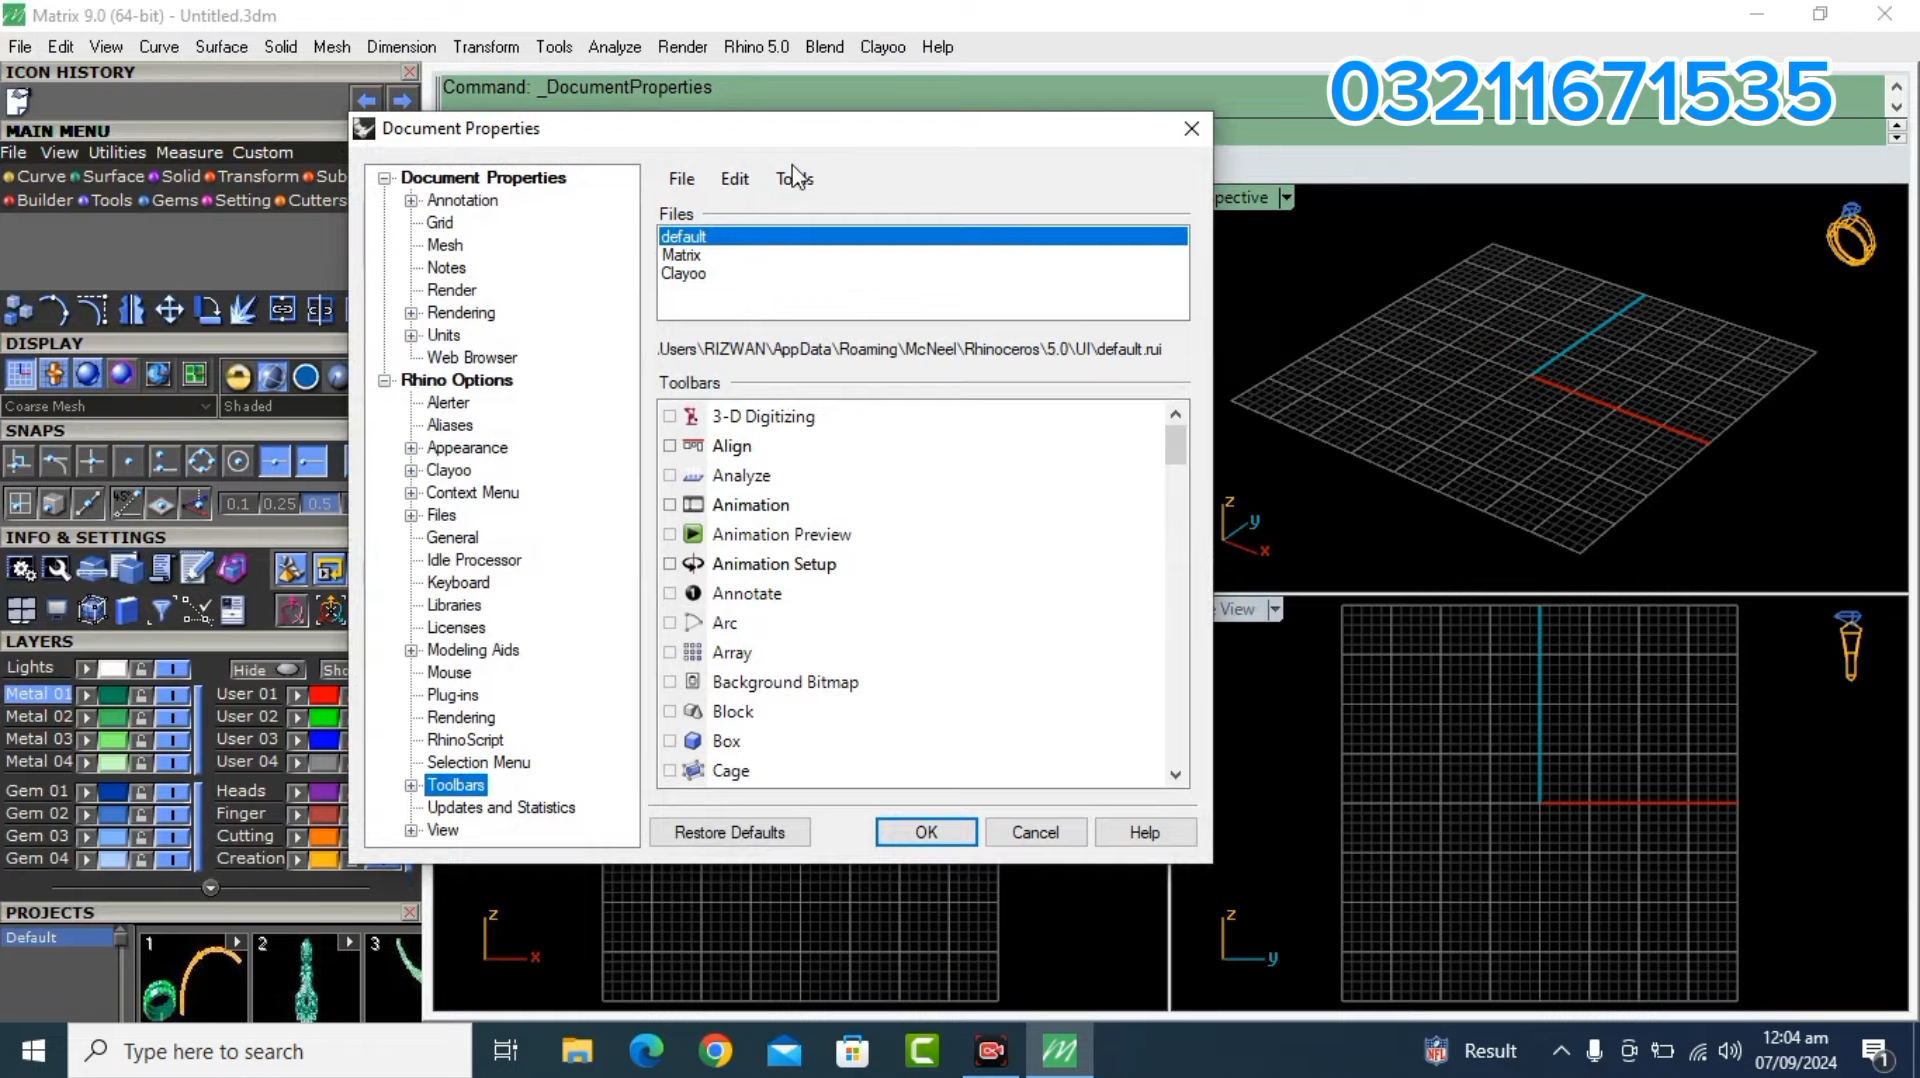 Matrix 9.0 (64-bit) - Untitled.3dm
File Edit View Curve Surface Solid Mesh Dimension Transform Tools Analyze Render Rhino 5.0 Blend Clayoo Help
ICON HISTORY
Command: _DocumentProperties
03211671535
MAIN MENU
File View Utilities Measure Custom
Curve Surface Solid Transform Sub
Builder Tools Gems Setting Cutters
DISPLAY
Coarse Mesh Shaded
SNAPS
0.1 0.25 0.5
INFO & SETTINGS
LAYERS
Lights Hide
Metal 01 User 01
Metal 02 User 02
Metal 03 User 03
Metal 04 User 04
Gem 01 Heads
Gem 02 Finger
Gem 03 Cutting
Gem 04 Creation
PROJECTS
Default
1 2 3
Document Properties
Document Properties
Annotation
Grid
Mesh
Notes
Render
Rendering
Units
Web Browser
Rhino Options
Alerter
Aliases
Appearance
Clayoo
Context Menu
Files
General
Idle Processor
Keyboard
Libraries
Licenses
Modeling Aids
Mouse
Plug-ins
Rendering
RhinoScript
Selection Menu
Toolbars
Updates and Statistics
View
File Edit Tools
Files
default
Matrix
Clayoo
.Users\RIZWAN\AppData\Roaming\McNeel\Rhinoceros\5.0\UI\default.rui
Toolbars
3-D Digitizing
Align
Analyze
Animation
Animation Preview
Animation Setup
Annotate
Arc
Array
Background Bitmap
Block
Box
Cage
Restore Defaults OK Cancel Help
spective
z
y
x
View
z
x
z
y
Type here to search
Result
12:04 am
07/09/2024
1